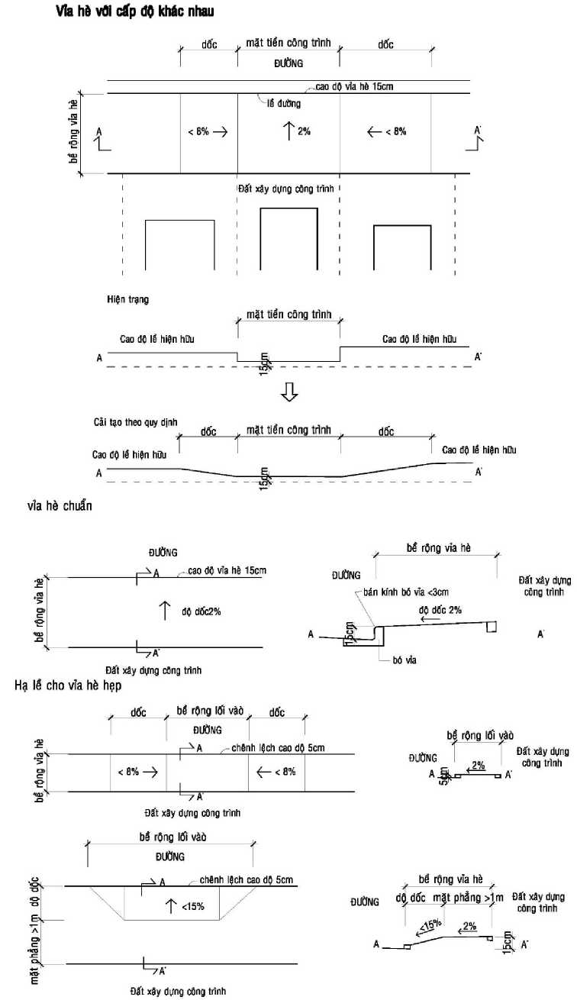 Vỉa hè với cấp độ khác nhau
dốc
mặt tiền công trình
dốc
ĐƯỜNG
cao dộ vỉa hè 15cm
lề đường
bề rộng vỉa hè
A
< 8%
2%
< 8%
A'
Đất xây dựng công trình
Hiện trạng
mặt tiền công trình
Cao độ lề hiện hữu
Cao độ lề hiện hữu
A
15cm
A'
Cải tạo theo quy định
dốc
mặt tiền công trình
dốc
Cao độ lề hiện hữu
Cao độ lề hiện hữu
A
15cm
A'
vỉa hè chuẩn
ĐƯỜNG
A
cao độ vỉa hè 15cm
bề rộng vỉa hè
độ dốc2%
A'
Đất xây dựng công trình
bề rộng vỉa hè
ĐƯỜNG
Đất xây dựng
công trình
bán kính bó vỉa <3cm
độ dốc 2%
A
15cm
A'
bó vỉa
Hạ lề cho vỉa hè hẹp
dốc
bề rộng lối vào
dốc
ĐƯỜNG
A
chênh lệch cao độ 5cm
bề rộng vỉa hè
< 8%
< 8%
A'
Đất xây dựng công trình
bề rộng lối vào
ĐƯỜNG
Đất xây dựng
công trình
2%
A
5cm
A'
bề rộng lối vào
ĐƯỜNG
A
chênh lệch cao độ 5cm
độ dốc
<15%
mặt phẳng >1m
A'
Đất xây dựng công trình
bề rộng vỉa hè
ĐƯỜNG
độ dốc
mặt phẳng >1m
Đất xây dựng
công trình
<15%
2%
A
15cm
A'